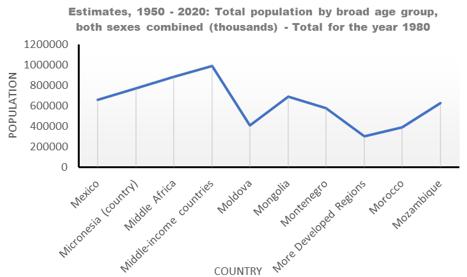 Estimates, 1950 - 2020: Total population by broad age group,
both sexes combined (thousands) - Total for the year 1980
1200000
1000000
800000
600000
400000
200000
0
POPULATION
Mexico
Micronesia (country)
Middle Africa
Middle-income countries
Moldova
Mongolia
Montenegro
More Developed Regions
Morocco
Mozambique
COUNTRY